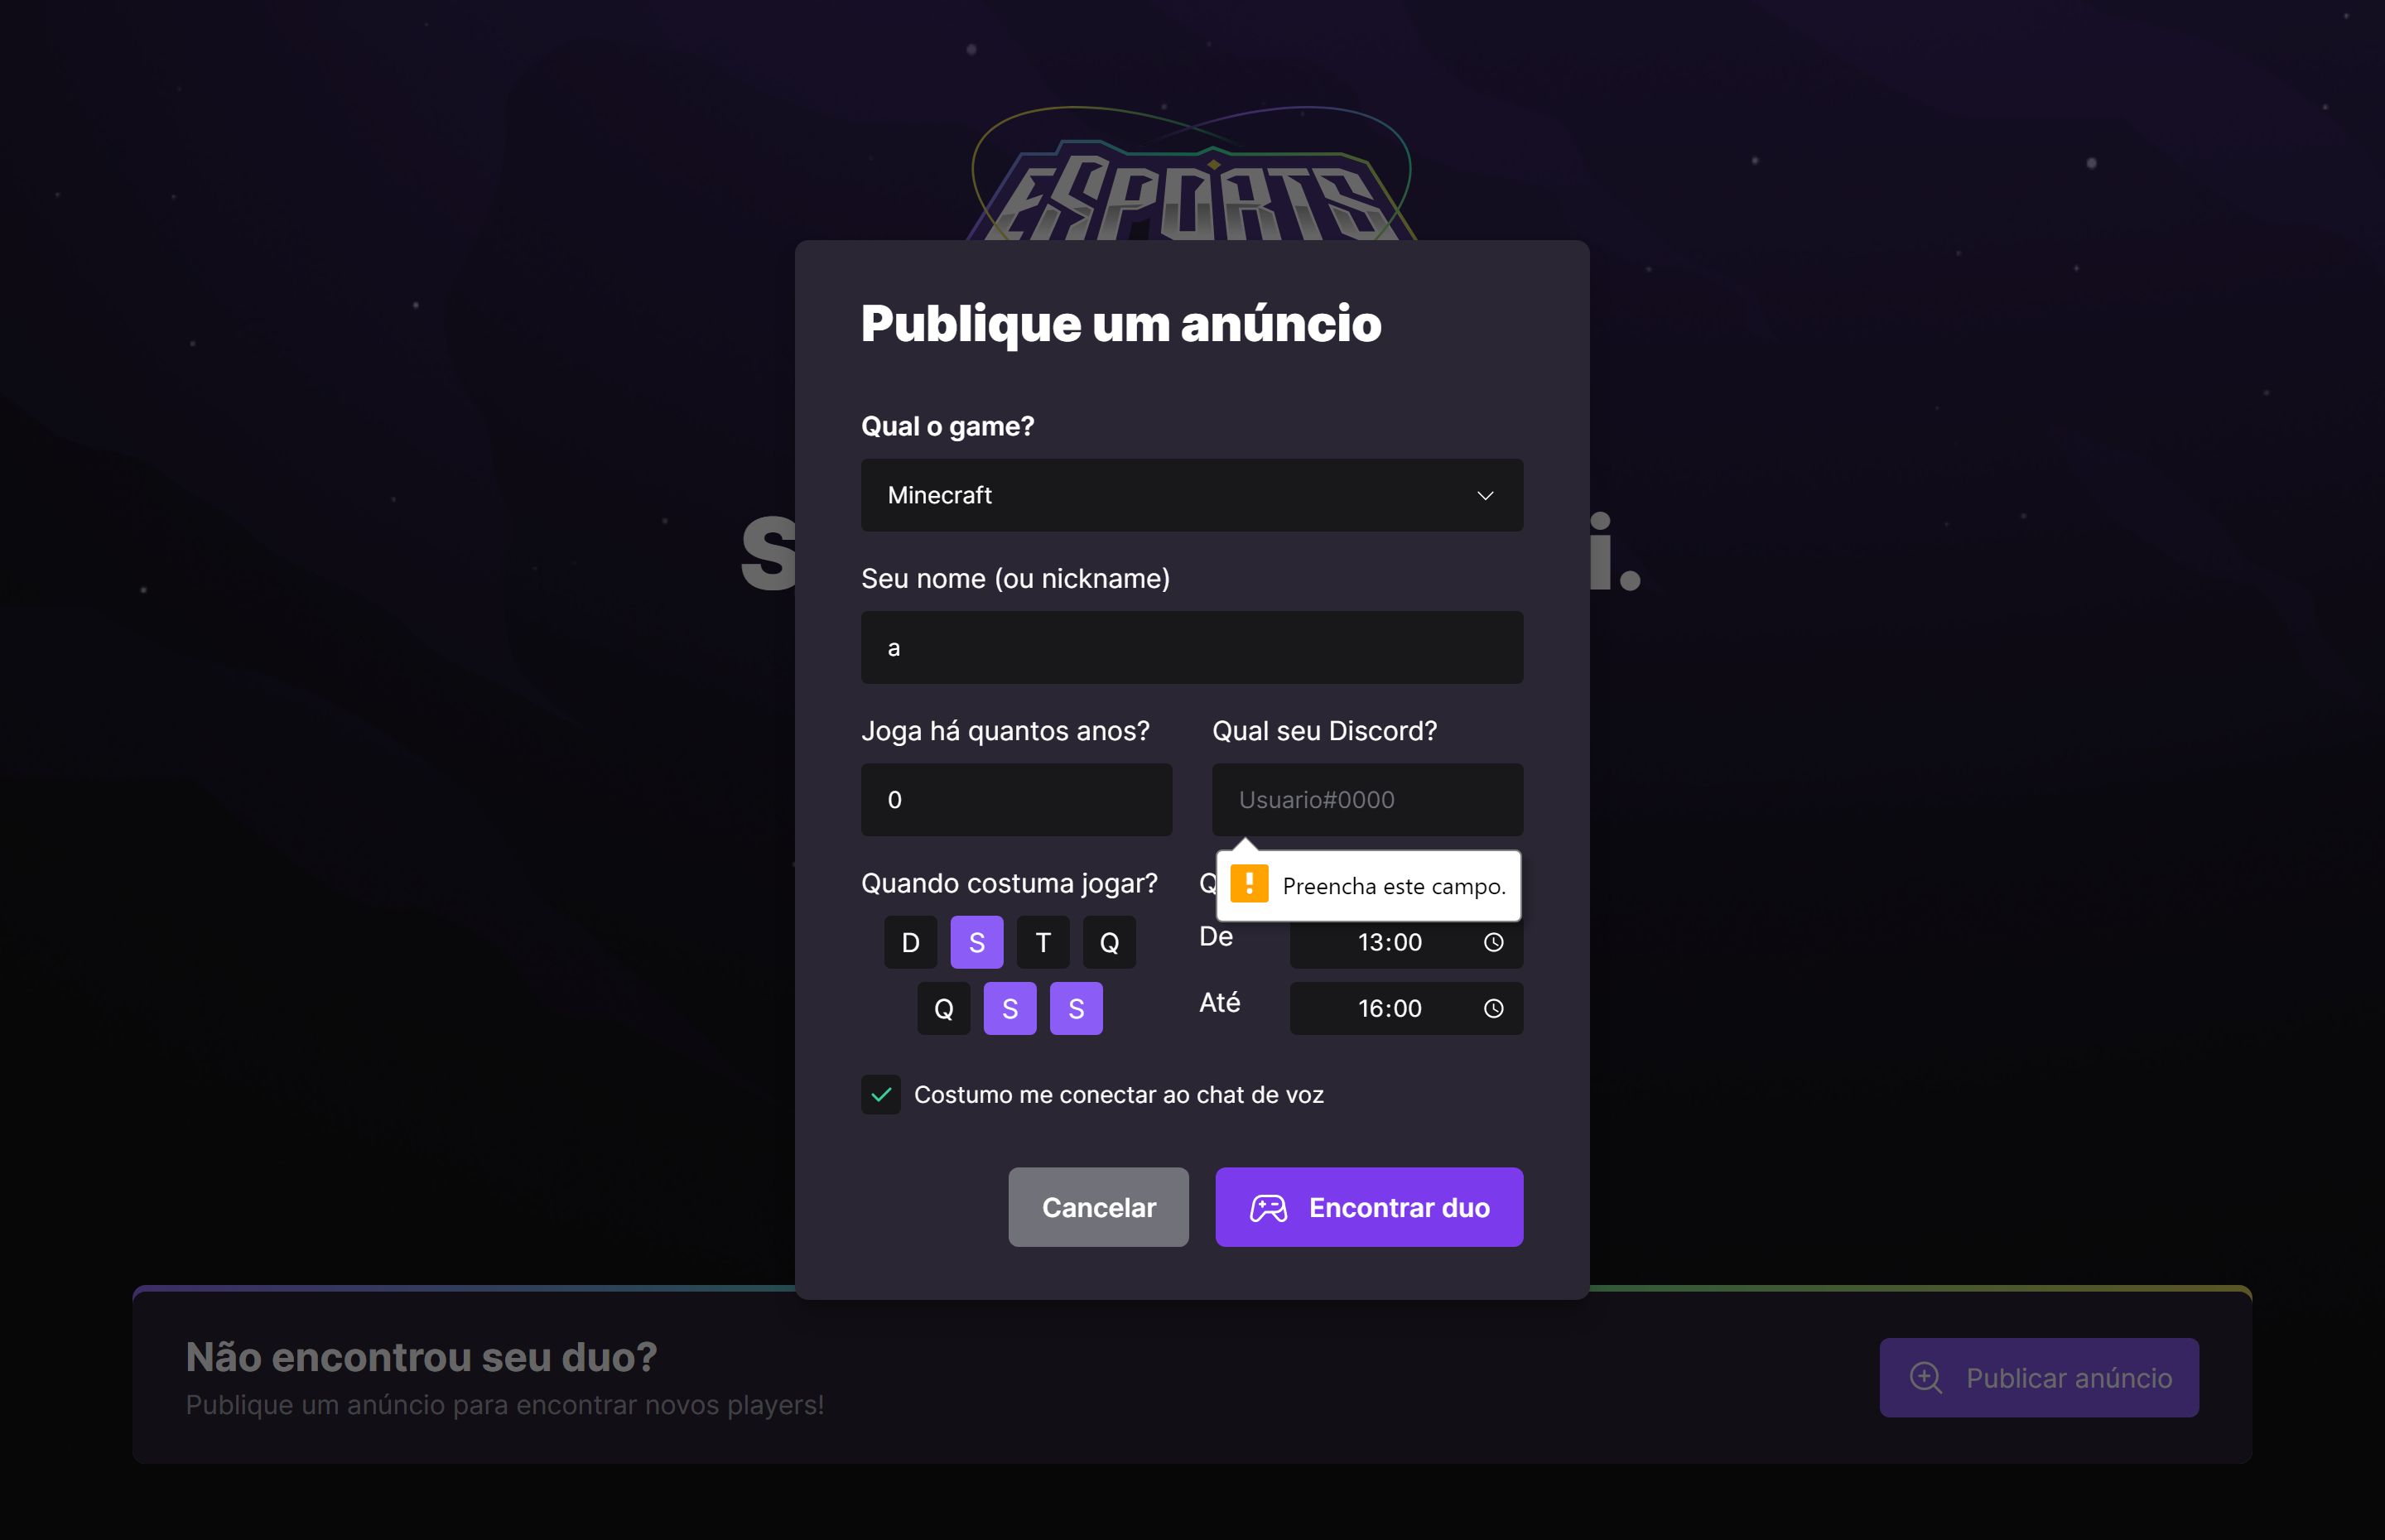 ESPORTS
Publique um anúncio
Qual o game?
Minecraft
S i.
Seu nome (ou nickname)
a
Joga há quantos anos? Qual seu Discord?
0 Usuario#0000
Quando costuma jogar? Q Preencha este campo.
D S T Q De 13:00
Q S S Até 16:00
Costumo me conectar ao chat de voz
Cancelar Encontrar duo
Não encontrou seu duo?
Publique um anúncio para encontrar novos players!
Publicar anúncio